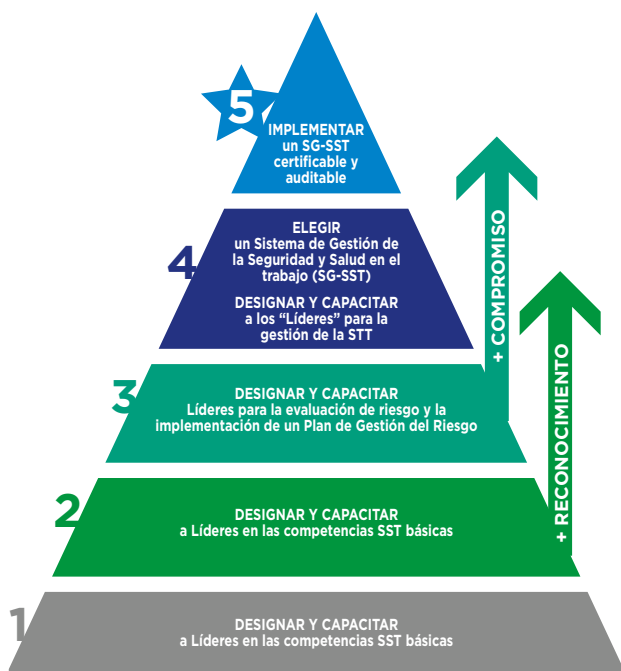 5
IMPLEMENTAR
un SG-SST
certificable y
auditable
4
ELEGIR
un Sistema de Gestión de
la Seguridad y Salud en el
trabajo (SG-SST)
DESIGNAR Y CAPACITAR
a los “Líderes” para la
gestión de la STT
3
DESIGNAR Y CAPACITAR
Líderes para la evaluación de riesgo y la
implementación de un Plan de Gestión del Riesgo
2
DESIGNAR Y CAPACITAR
a Líderes en las competencias SST básicas
1
DESIGNAR Y CAPACITAR
a Líderes en las competencias SST básicas
+ COMPROMISO
+ RECONOCIMIENTO